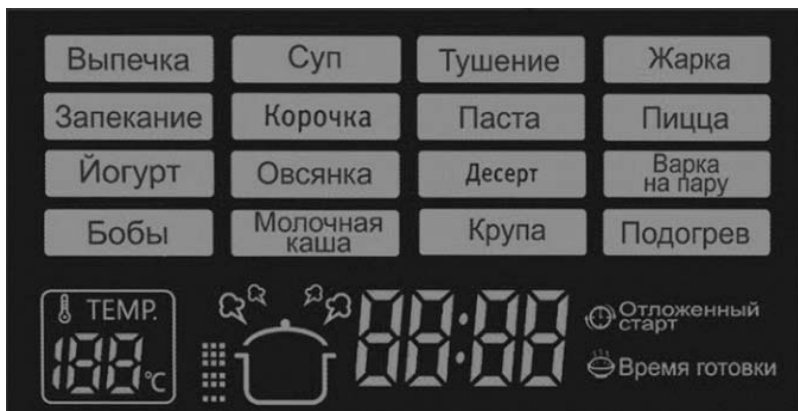 Выпечка Суп Тушение Жарка
Запекание Корочка Паста Пицца
Йогурт Овсянка Десерт Варка на пару
Бобы Молочная каша Крупа Подогрев
TEMP.
188 °C
88:88
Отложенный
старт
Время готовки